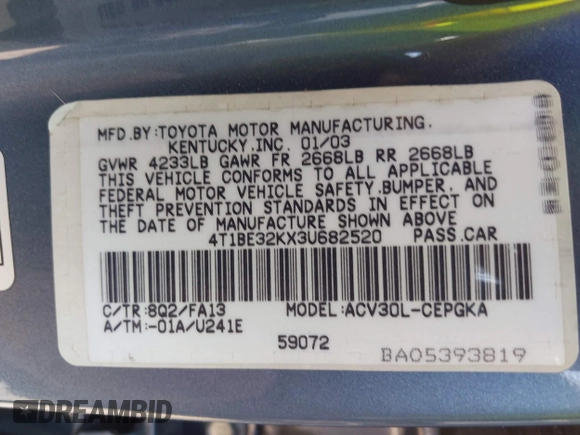 MFD.BY:TOYOTA MOTOR MANUFACTURING.
KENTUCKY.INC. 01/03
GVWR 4233LB GAWR FR 2668LB RR 2668LB
THIS VEHICLE CONFORMS TO ALL APPLICABLE
FEDERAL MOTOR VEHICLE SAFETY.BUMPER. AND
THEFT PREVENTION STANDARDS IN EFFECT ON
THE DATE OF MANUFACTURE SHOWN ABOVE
4T1BE32KX3U682520 PASS.CAR
C/TR:8Q2/FA13 MODEL:ACV30L-CEPGKA
A/TM:-01A/U241E
59072
BA05393819
DREAMBID